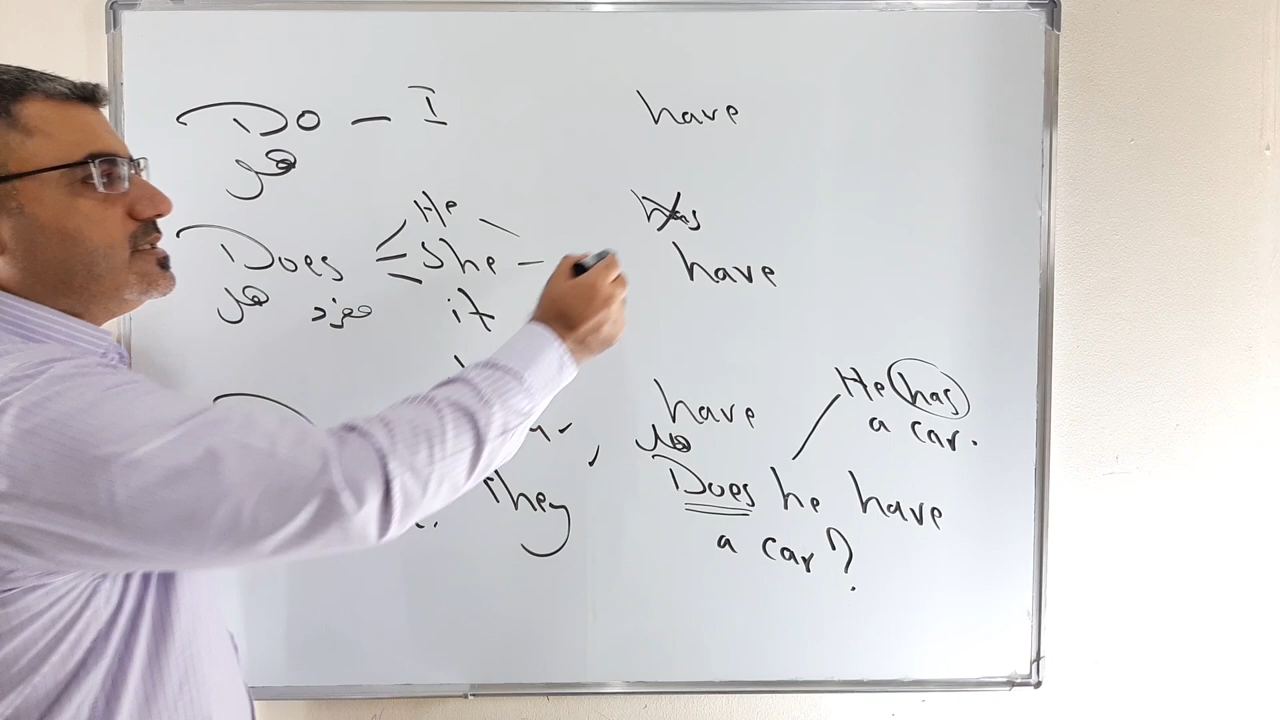 Do – I have
هل
He has
Does She – have
هل مفرد it
He has
have a car.
هل
They Does he have
a car?